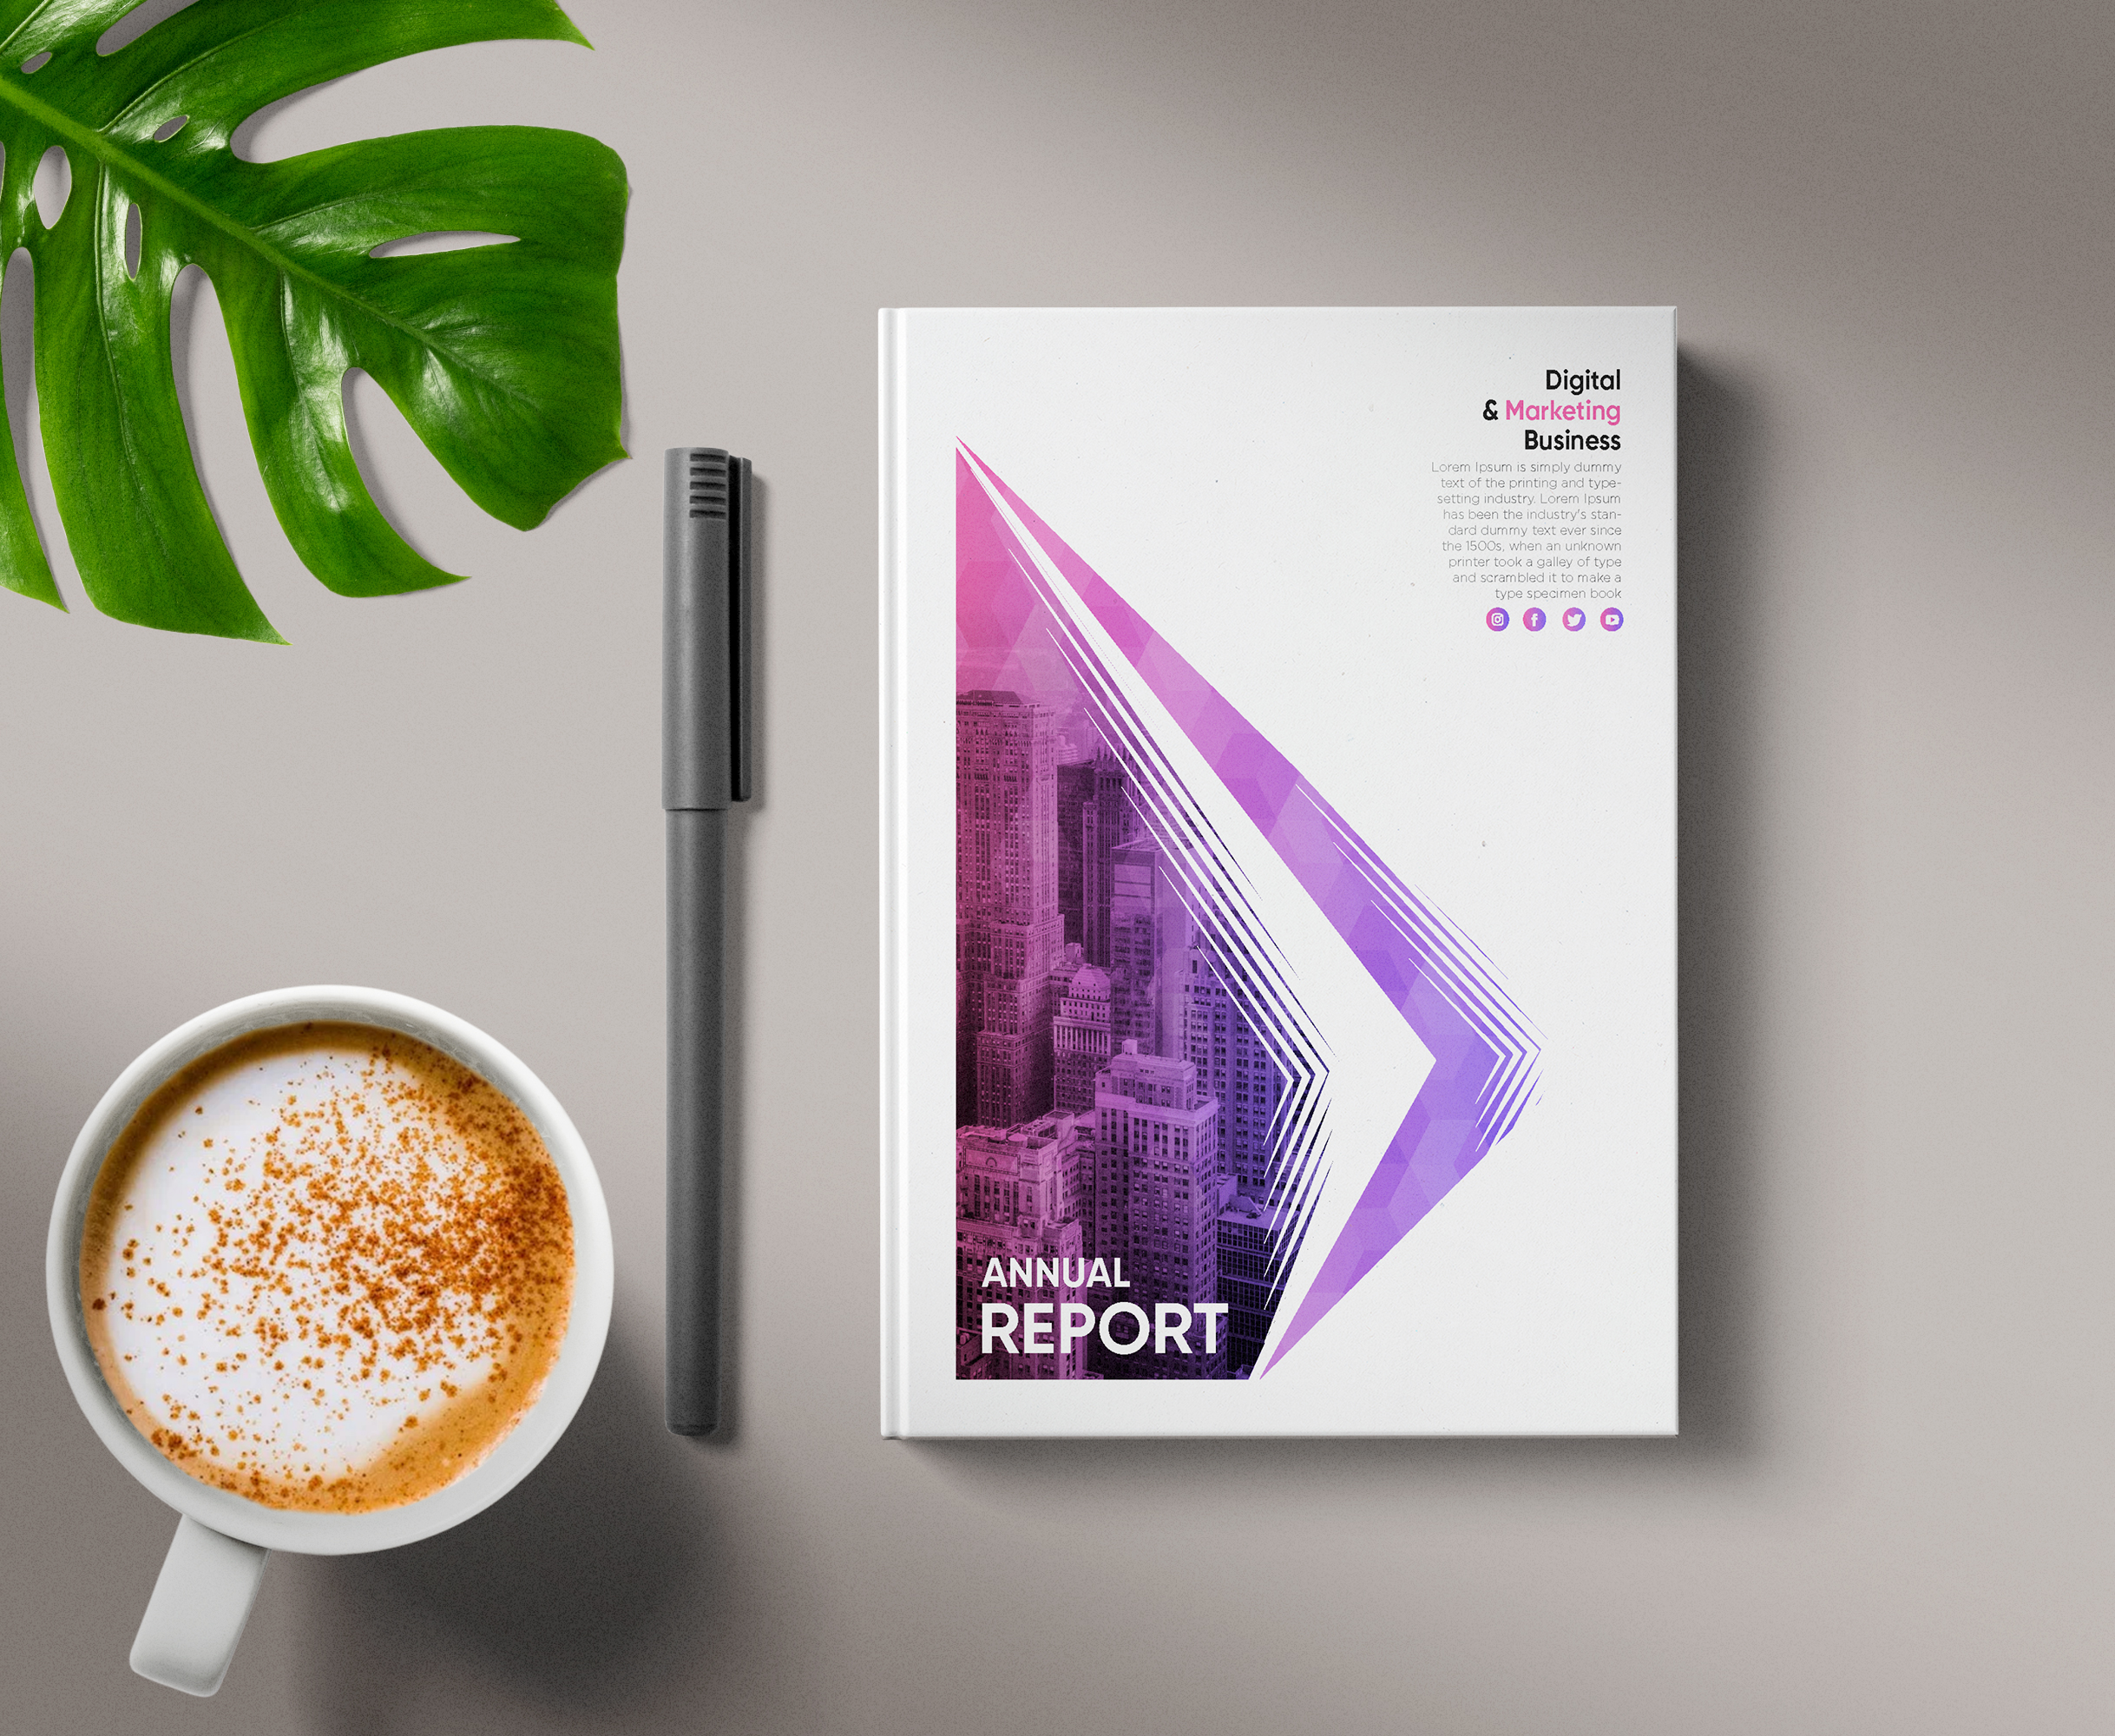 Digital
& Marketing
Business
Lorem Ipsum is simply dummy
text of the printing and type-
setting industry. Lorem Ipsum
has been the industry's stan-
dard dummy text ever since
the 1500s, when an unknown
printer took a galley of type
and scrambled it to make a
type specimen book
ANNUAL
REPORT